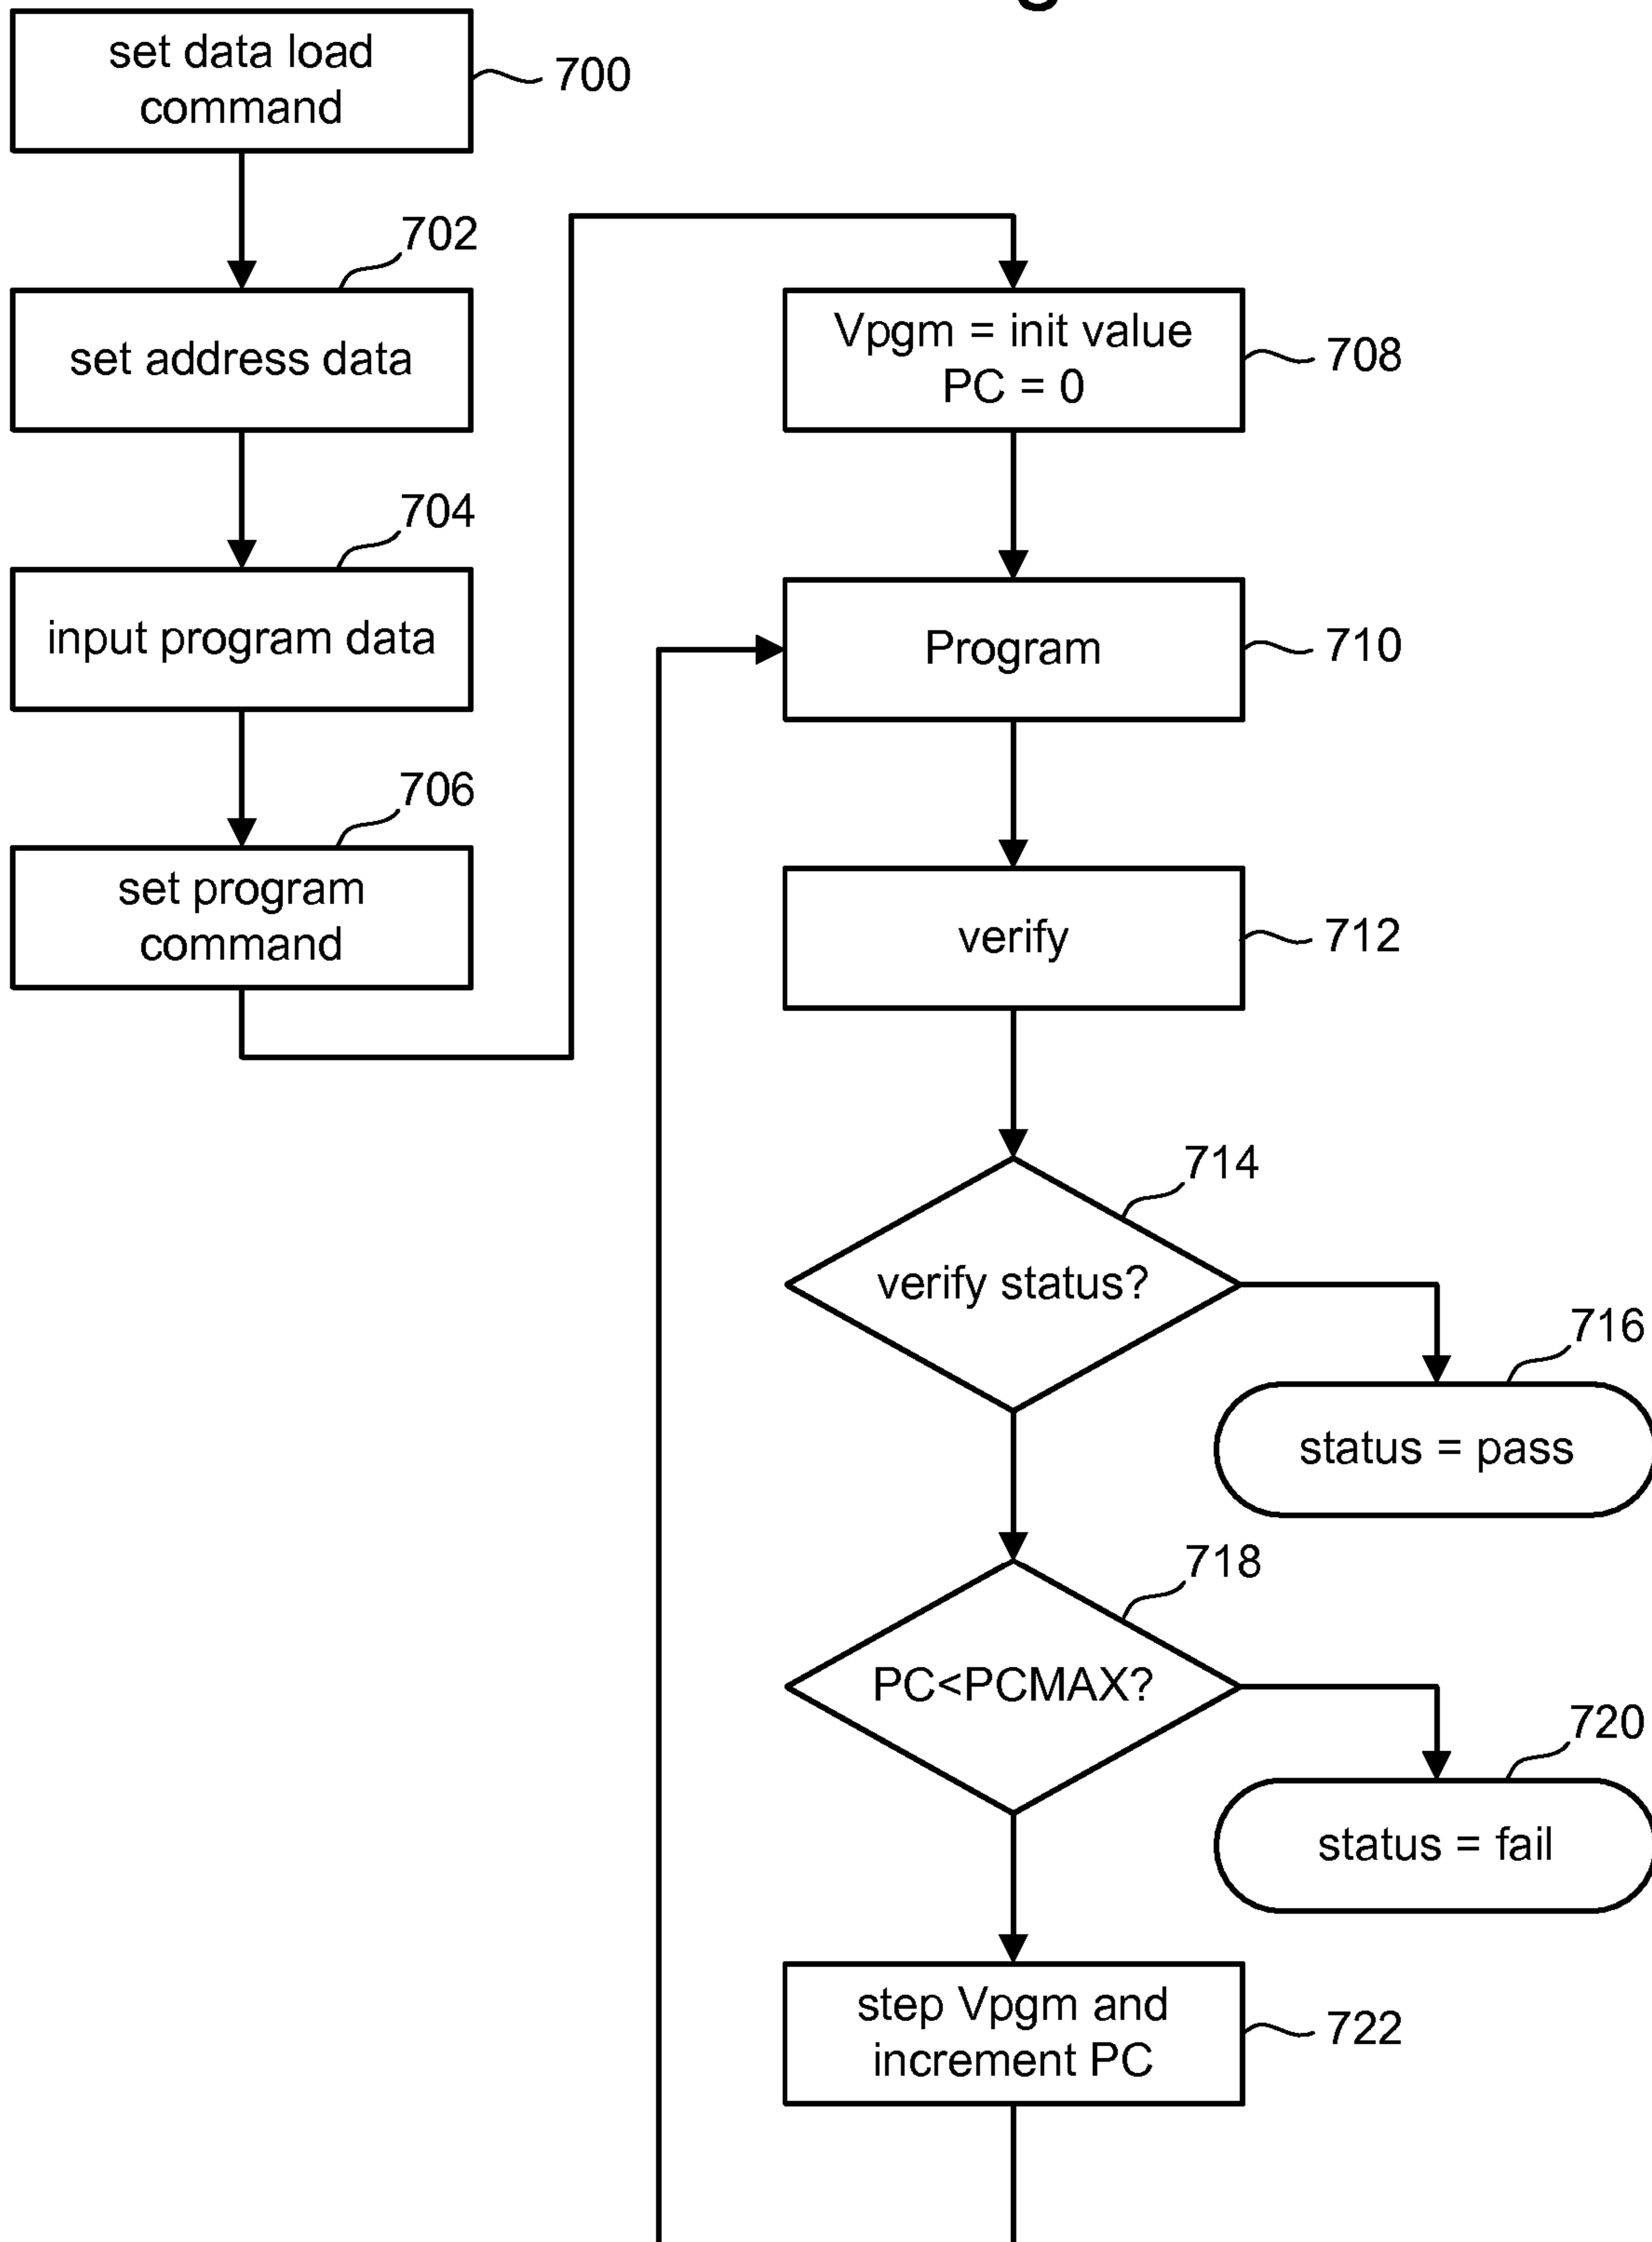 set data load
command
700
702
set address data
704
input program data
706
set program
command
Vpgm = init value
PC = 0
708
Program
710
verify
712
714
verify status?
716
status = pass
718
PC<PCMAX?
720
status = fail
step Vpgm and
increment PC
722